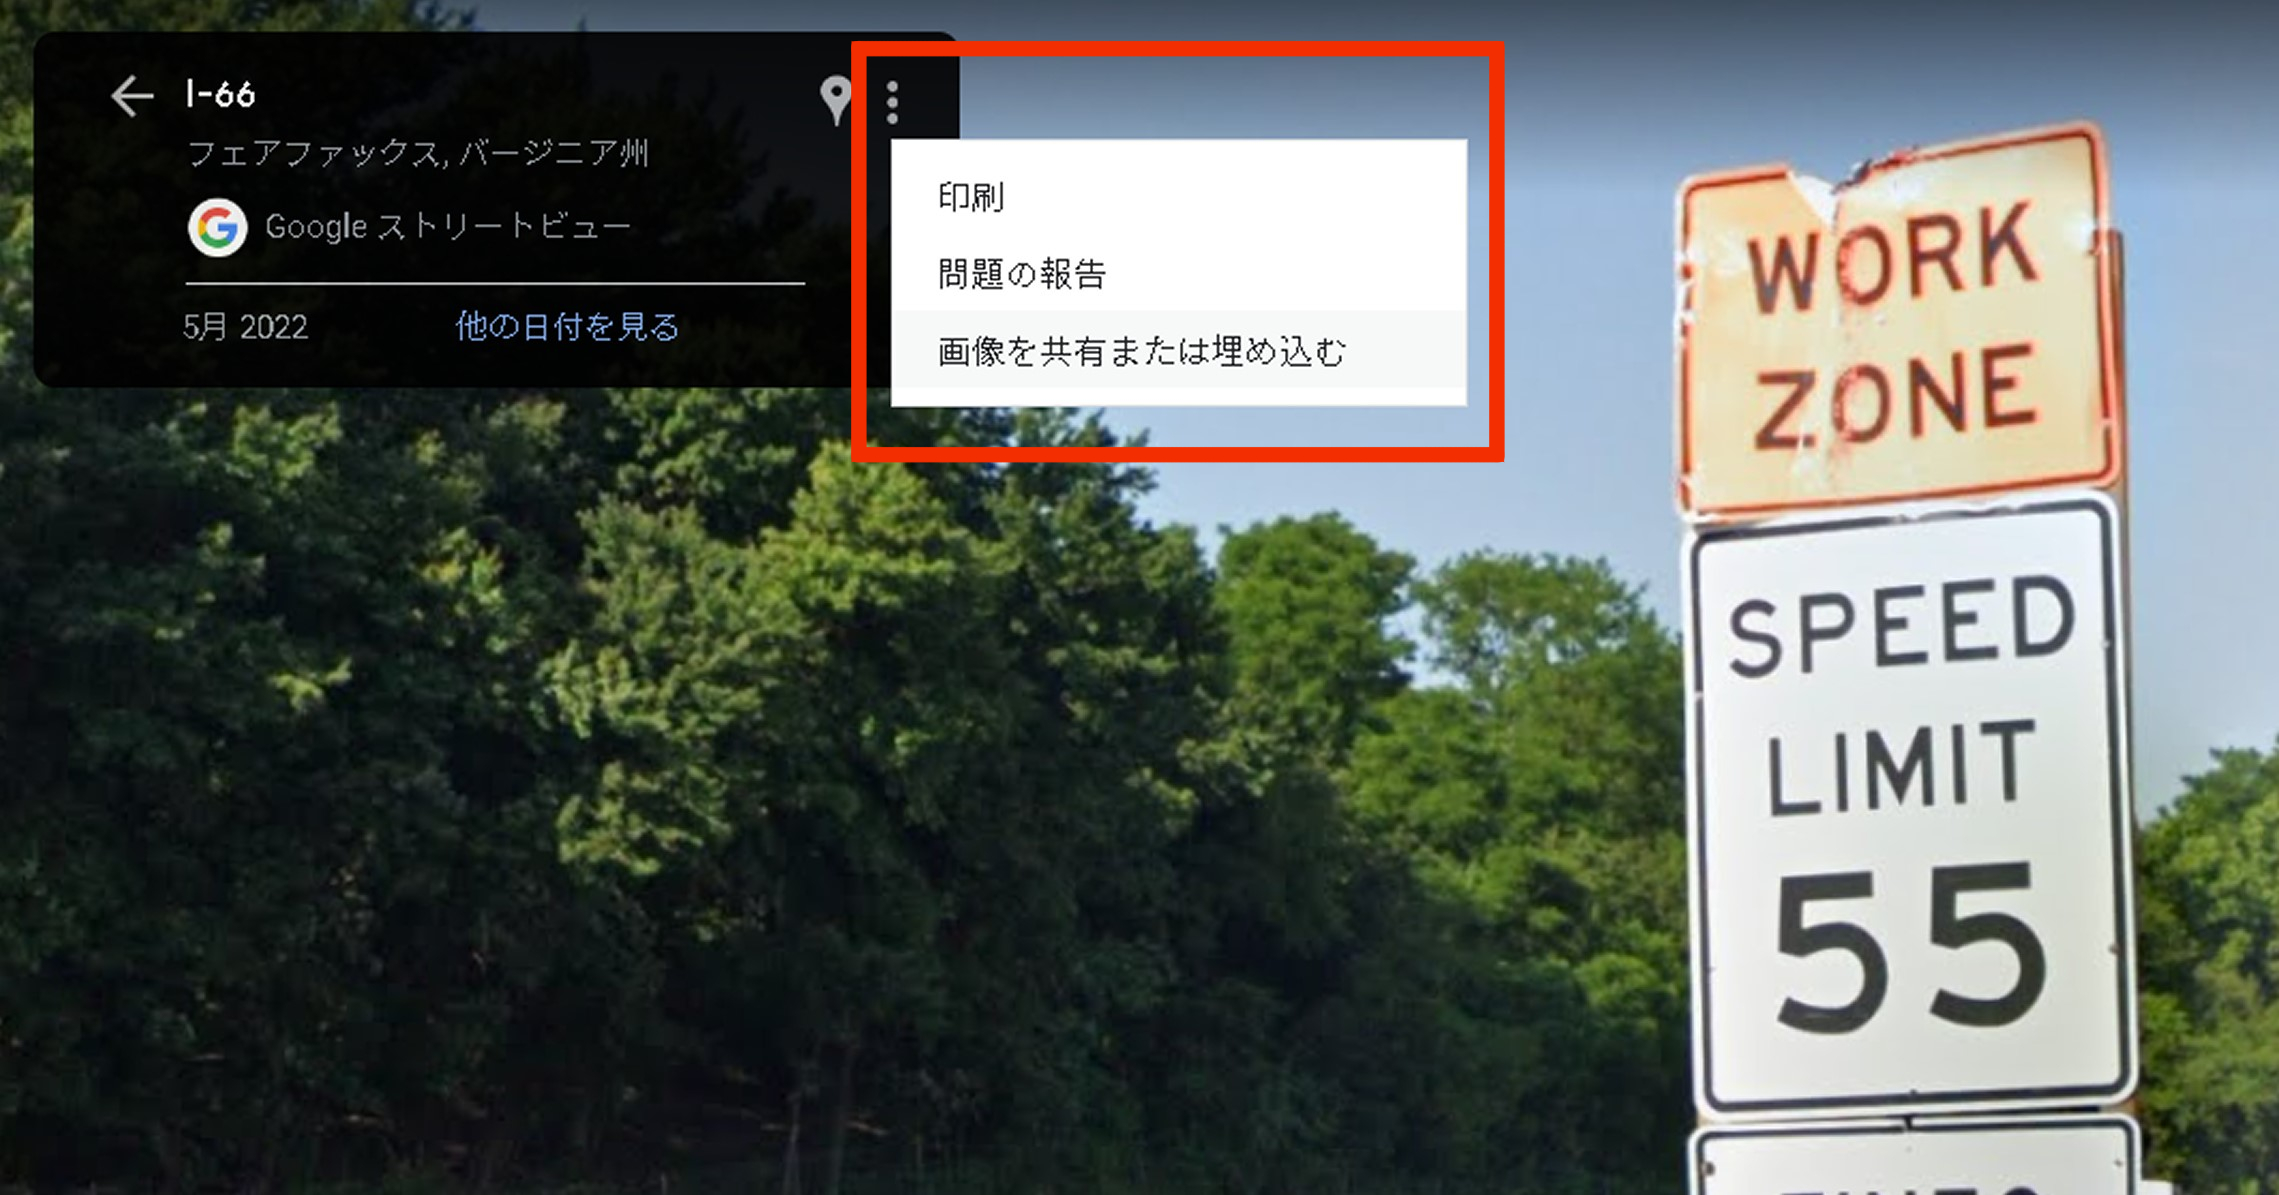 I-66
フェアファックス, バージニア州
Google ストリートビュー
5月 2022
他の日付を見る
印刷
問題の報告
画像を共有または埋め込む
WORK
ZONE
SPEED
LIMIT
55